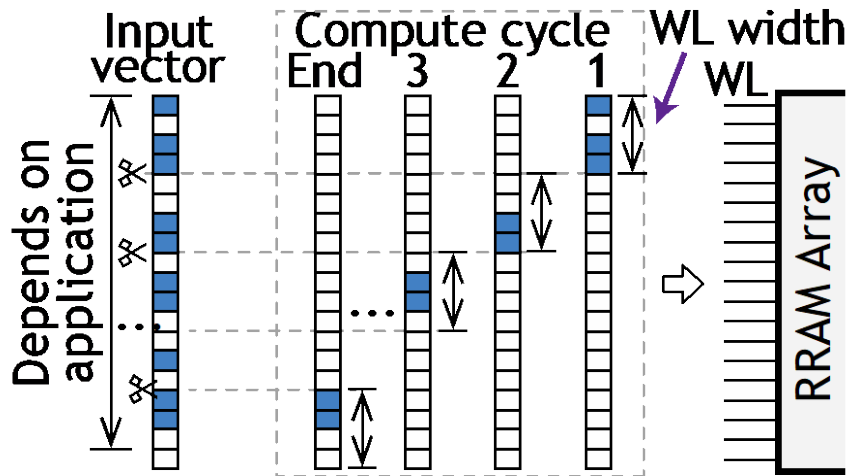 Input
vector
Compute cycle
End 3 2 1
WL width
WL
Depends on
application
...
...
RRAM Array